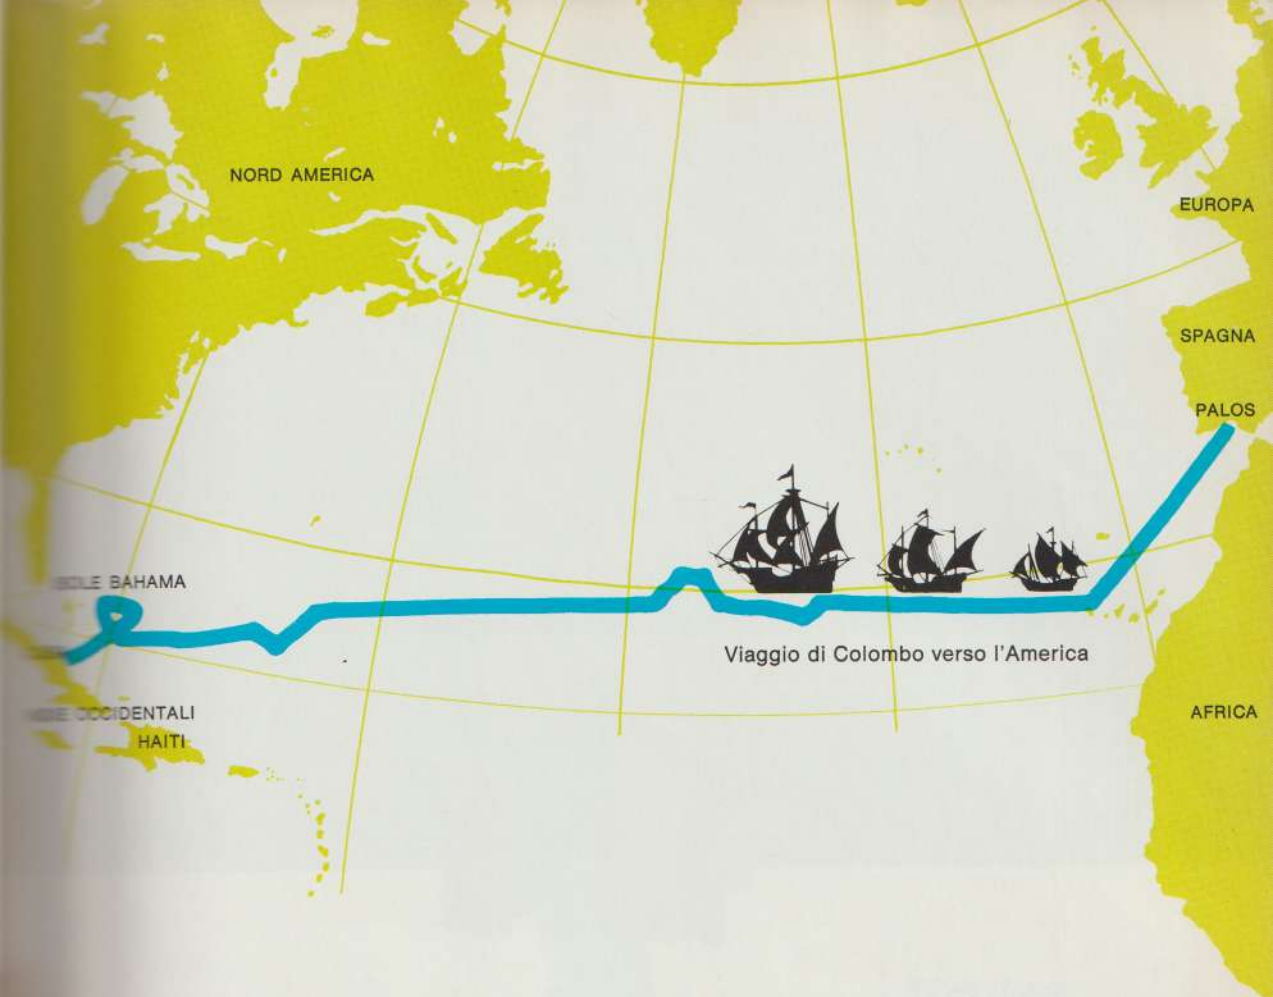 NORD AMERICA
EUROPA
SPAGNA
PALOS
BAHAMA
Viaggio di Colombo verso l'America
OCCIDENTALI
AFRICA
HAITI